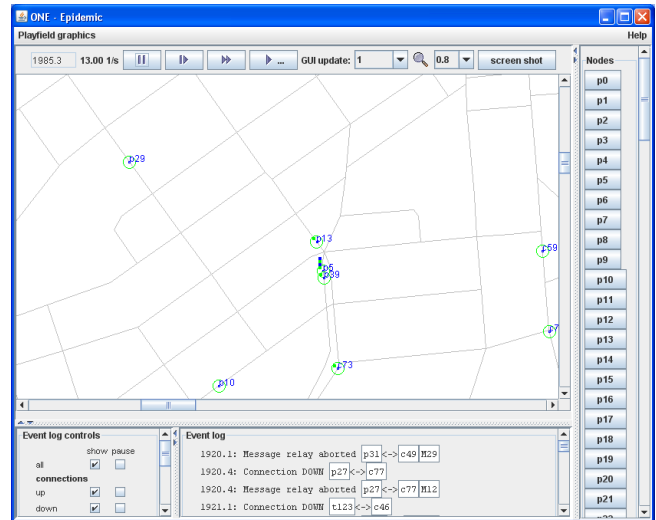 ONE - Epidemic
Playfield graphics Help
1985.3 13.00 1/s ... GUI update: 1 0.8 screen shot
Nodes
p0
p1
p2
p3
p4
p5
p6
p7
p8
p9
p10
p11
p12
p13
p14
p15
p16
p17
p18
p19
p20
p21
p29
p13
p59
p5
p39
p73
p10
Event log controls
show pause
all
connections
up
down
Event log
1920.1: Message relay aborted p31 <-> c49 M29
1920.4: Connection DOWN p27 <-> c77
1920.4: Message relay aborted p27 <-> c77 M12
1921.1: Connection DOWN t123 <-> c46